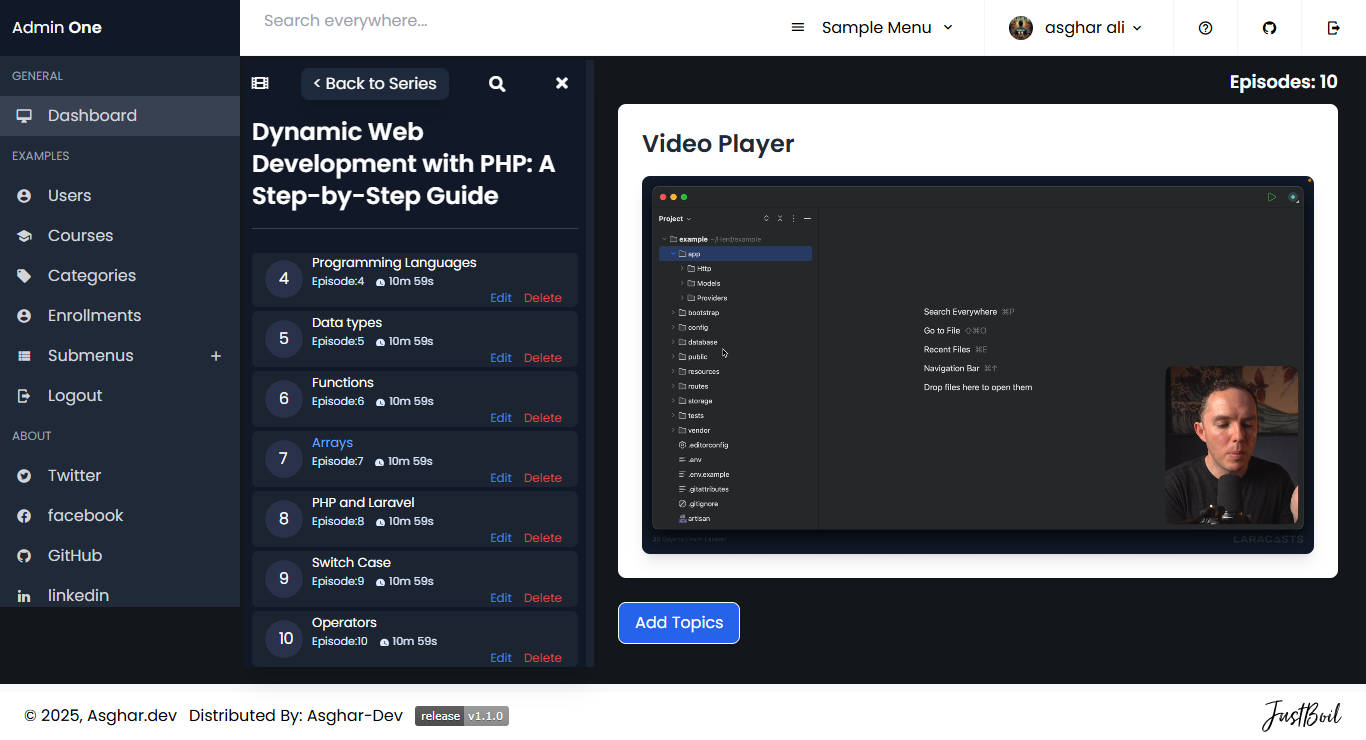 Admin One
Search everywhere...
Sample Menu
asghar ali
GENERAL
Dashboard
EXAMPLES
Users
Courses
Categories
Enrollments
Submenus +
Logout
ABOUT
Twitter
facebook
GitHub
linkedin
< Back to Series
Dynamic Web
Development with PHP: A
Step-by-Step Guide
4
Programming Languages
Episode:4 10m 59s
Edit Delete
5
Data types
Episode:5 10m 59s
Edit Delete
6
Functions
Episode:6 10m 59s
Edit Delete
7
Arrays
Episode:7 10m 59s
Edit Delete
8
PHP and Laravel
Episode:8 10m 59s
Edit Delete
9
Switch Case
Episode:9 10m 59s
Edit Delete
10
Operators
Episode:10 10m 59s
Edit Delete
Episodes: 10
Video Player
Project
example ~/Herd/example
app
Http
Models
Providers
bootstrap
config
database
public
resources
routes
storage
tests
vendor
.editorconfig
.env
.env.example
.gitattributes
.gitignore
artisan
Search Everywhere ⌘P
Go to File ⇧⌘O
Recent Files ⌘E
Navigation Bar ⌘↑
Drop files here to open them
30 Days to Learn Laravel
LARACASTS
Add Topics
© 2025, Asghar.dev Distributed By: Asghar-Dev release v1.1.0
JustBoil